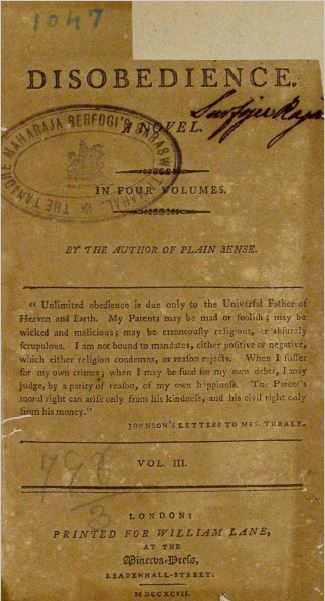 1047
DISOBEDIENCE.
A NOVEL.
THE TANJORE MAHARAJA SERFOGI'S SARASWATHI MAHAL
IN FOUR VOLUMES.
BY THE AUTHOR OF PLAIN SENSE.
“ Unlimited obedience is due only to the Univerſal Father of
Heaven and Earth. My Parents may be mad or fooliſh; may be
wicked and malicious; may be erroneouſly religious, or abſurdly
ſcrupulous. I am not bound to mandates, either poſitive or negative,
which either religion condemns, or reaſon rejects. When I ſuffer
for my own crimes; when I may be ſued for my own debts, I may
judge, by a parity of reaſon, of my own happineſs. The Parent's
moral right can ariſe only from his kindneſs, and his civil right only
from his money.”
JOHNSON'S LETTERS TO MRS. THRALE.
VOL. III.
LONDON:
PRINTED FOR WILLIAM LANE,
AT THE
Minerva-Preſs,
LEADENHALL-STREET.
MDCCXCVII.